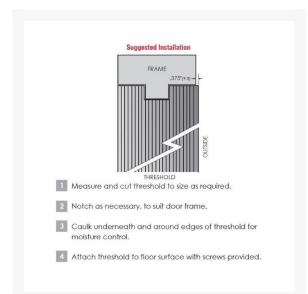 Suggested Installation
FRAME
.375"(9.5)
OUTSIDE
THRESHOLD
1 Measure and cut threshold to size as required.
2 Notch as necessary, to suit door frame.
3 Caulk underneath and around edges of threshold for
moisture control.
4 Attach threshold to floor surface with screws provided.